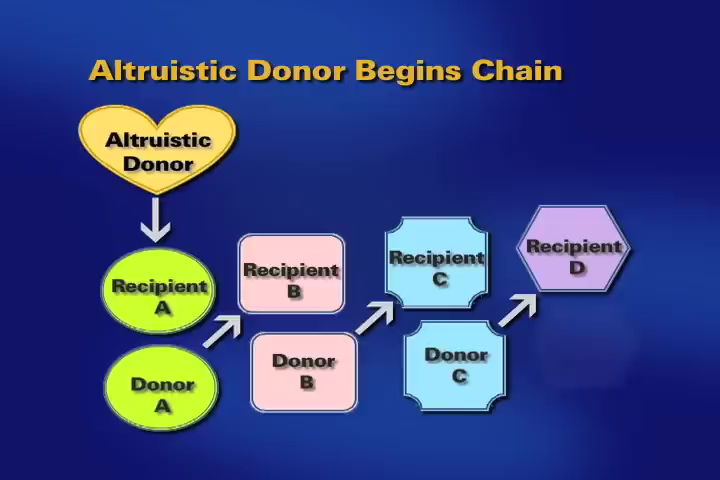 Altruistic Donor Begins Chain
Altruistic
Donor
Recipient
A
Recipient
B
Recipient
C
Recipient
D
Donor
A
Donor
B
Donor
C